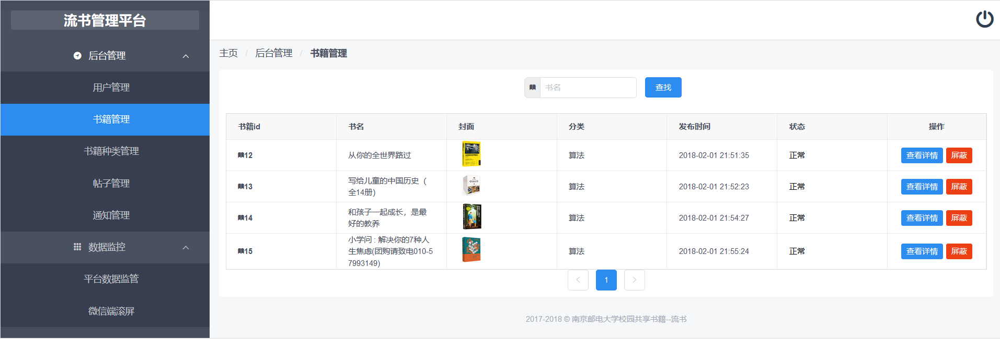 流书管理平台
后台管理
用户管理
书籍管理
书籍种类管理
帖子管理
通知管理
数据监控
平台数据监管
微信端滚屏
主页 / 后台管理 / 书籍管理
书名 查找
书籍id 书名 封面 分类 发布时间 状态 操作
12 从你的全世界路过 算法 2018-02-01 21:51:35 正常 查看详情 屏蔽
13 写给儿童的中国历史（
全14册) 算法 2018-02-01 21:52:23 正常 查看详情 屏蔽
14 和孩子一起成长，是最
好的教养 算法 2018-02-01 21:54:27 正常 查看详情 屏蔽
15 小学问 : 解决你的7种人
生焦虑(团购请致电010-5
7993149) 算法 2018-02-01 21:55:24 正常 查看详情 屏蔽
1
2017-2018 © 南京邮电大学校园共享书籍--流书